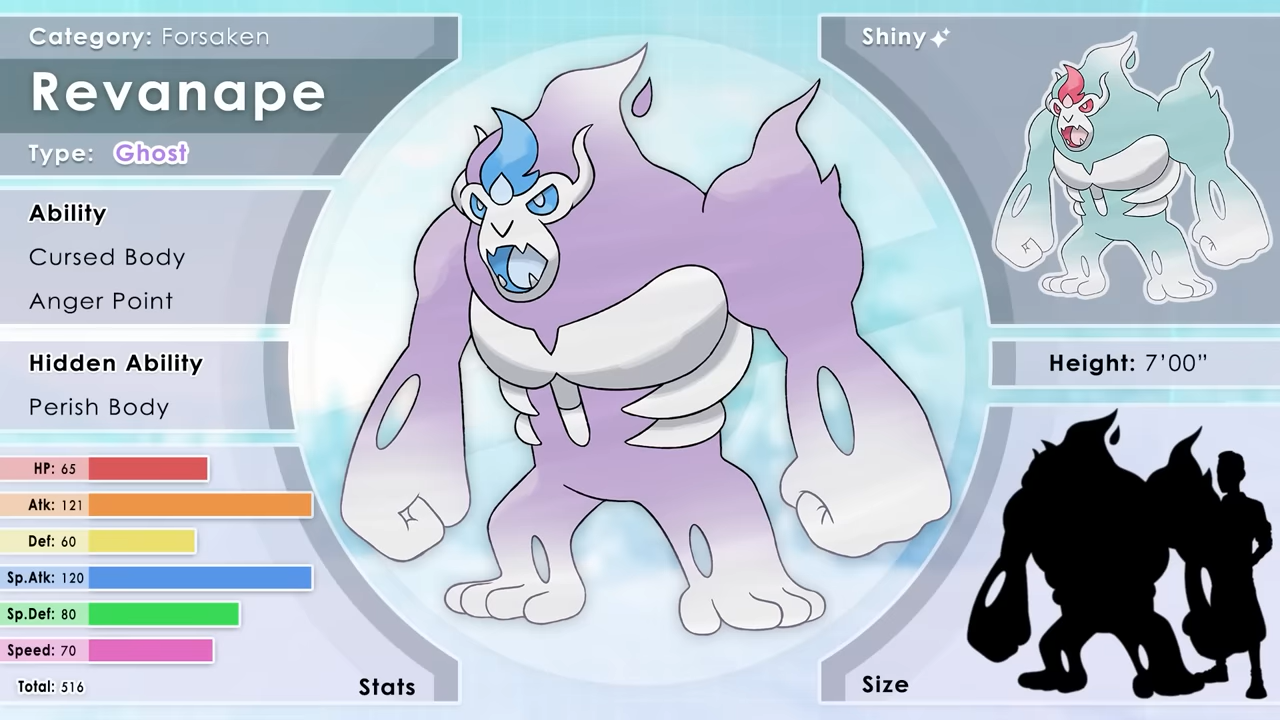 Category: Forsaken
Revanape
Type: Ghost
Ability
Cursed Body
Anger Point
Hidden Ability
Perish Body
HP: 65
Atk: 121
Def: 60
Sp.Atk: 120
Sp.Def: 80
Speed: 70
Total: 516
Stats
Shiny
Height: 7’00”
Size